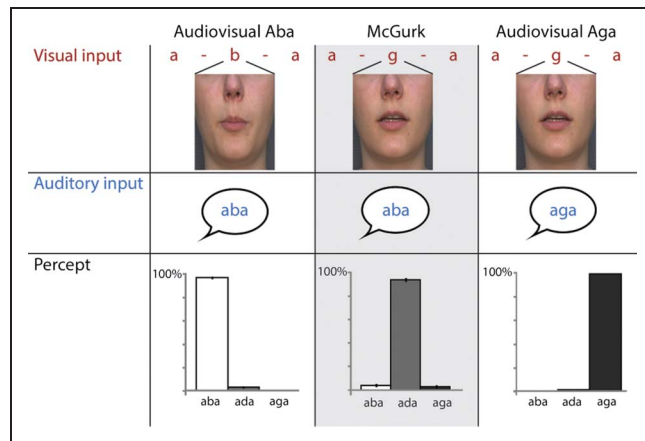 Audiovisual Aba McGurk Audiovisual Aga
Visual input a - b - a a - g - a a - g - a
Auditory input
aba aba aga
Percept
100% 100% 100%
aba ada aga aba ada aga aba ada aga